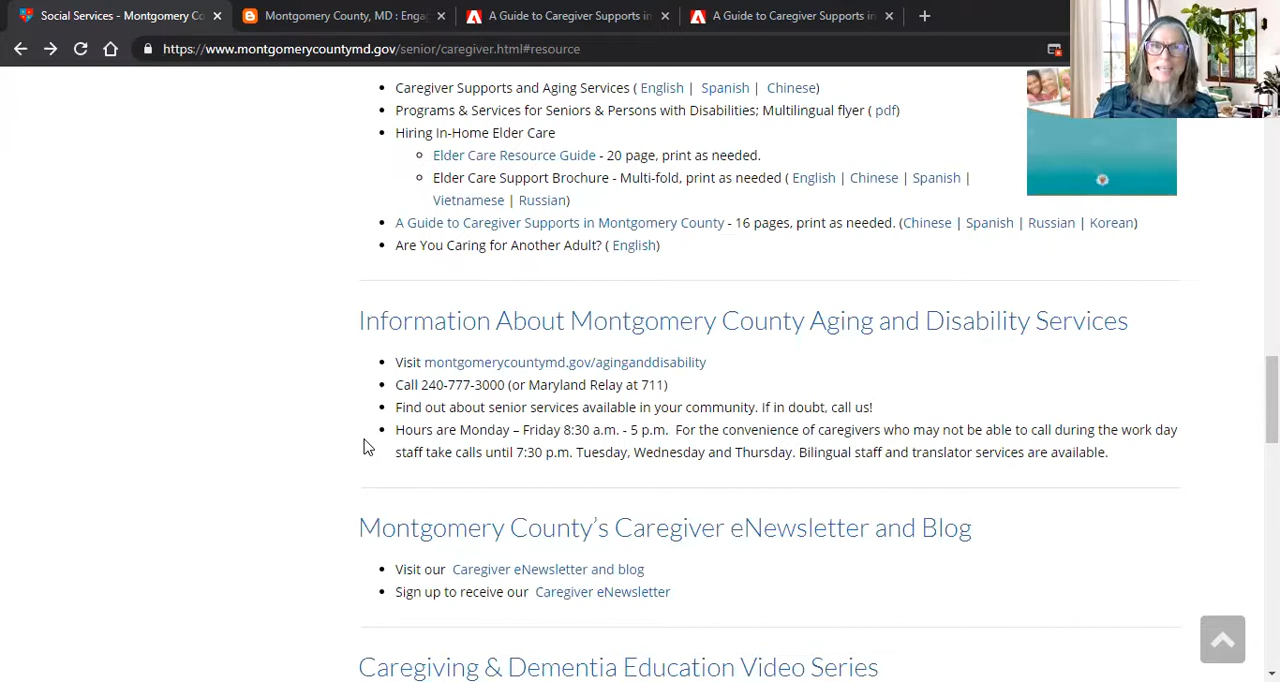 Social Services - Montgomery Co
Montgomery County, MD : Enga
A Guide to Caregiver Supports in
A Guide to Caregiver Supports in
https://www.montgomerycountymd.gov/senior/caregiver.html#resource
• Caregiver Supports and Aging Services ( English | Spanish | Chinese)
• Programs & Services for Seniors & Persons with Disabilities; Multilingual flyer ( pdf)
• Hiring In-Home Elder Care
Elder Care Resource Guide - 20 page, print as needed.
Elder Care Support Brochure - Multi-fold, print as needed ( English | Chinese | Spanish |
Vietnamese | Russian)
• A Guide to Caregiver Supports in Montgomery County - 16 pages, print as needed. (Chinese | Spanish | Russian | Korean)
• Are You Caring for Another Adult? ( English)
Information About Montgomery County Aging and Disability Services
• Visit montgomerycountymd.gov/aginganddisability
• Call 240-777-3000 (or Maryland Relay at 711)
• Find out about senior services available in your community. If in doubt, call us!
• Hours are Monday – Friday 8:30 a.m. - 5 p.m. For the convenience of caregivers who may not be able to call during the work day
staff take calls until 7:30 p.m. Tuesday, Wednesday and Thursday. Bilingual staff and translator services are available.
Montgomery County’s Caregiver eNewsletter and Blog
• Visit our Caregiver eNewsletter and blog
• Sign up to receive our Caregiver eNewsletter
Caregiving & Dementia Education Video Series